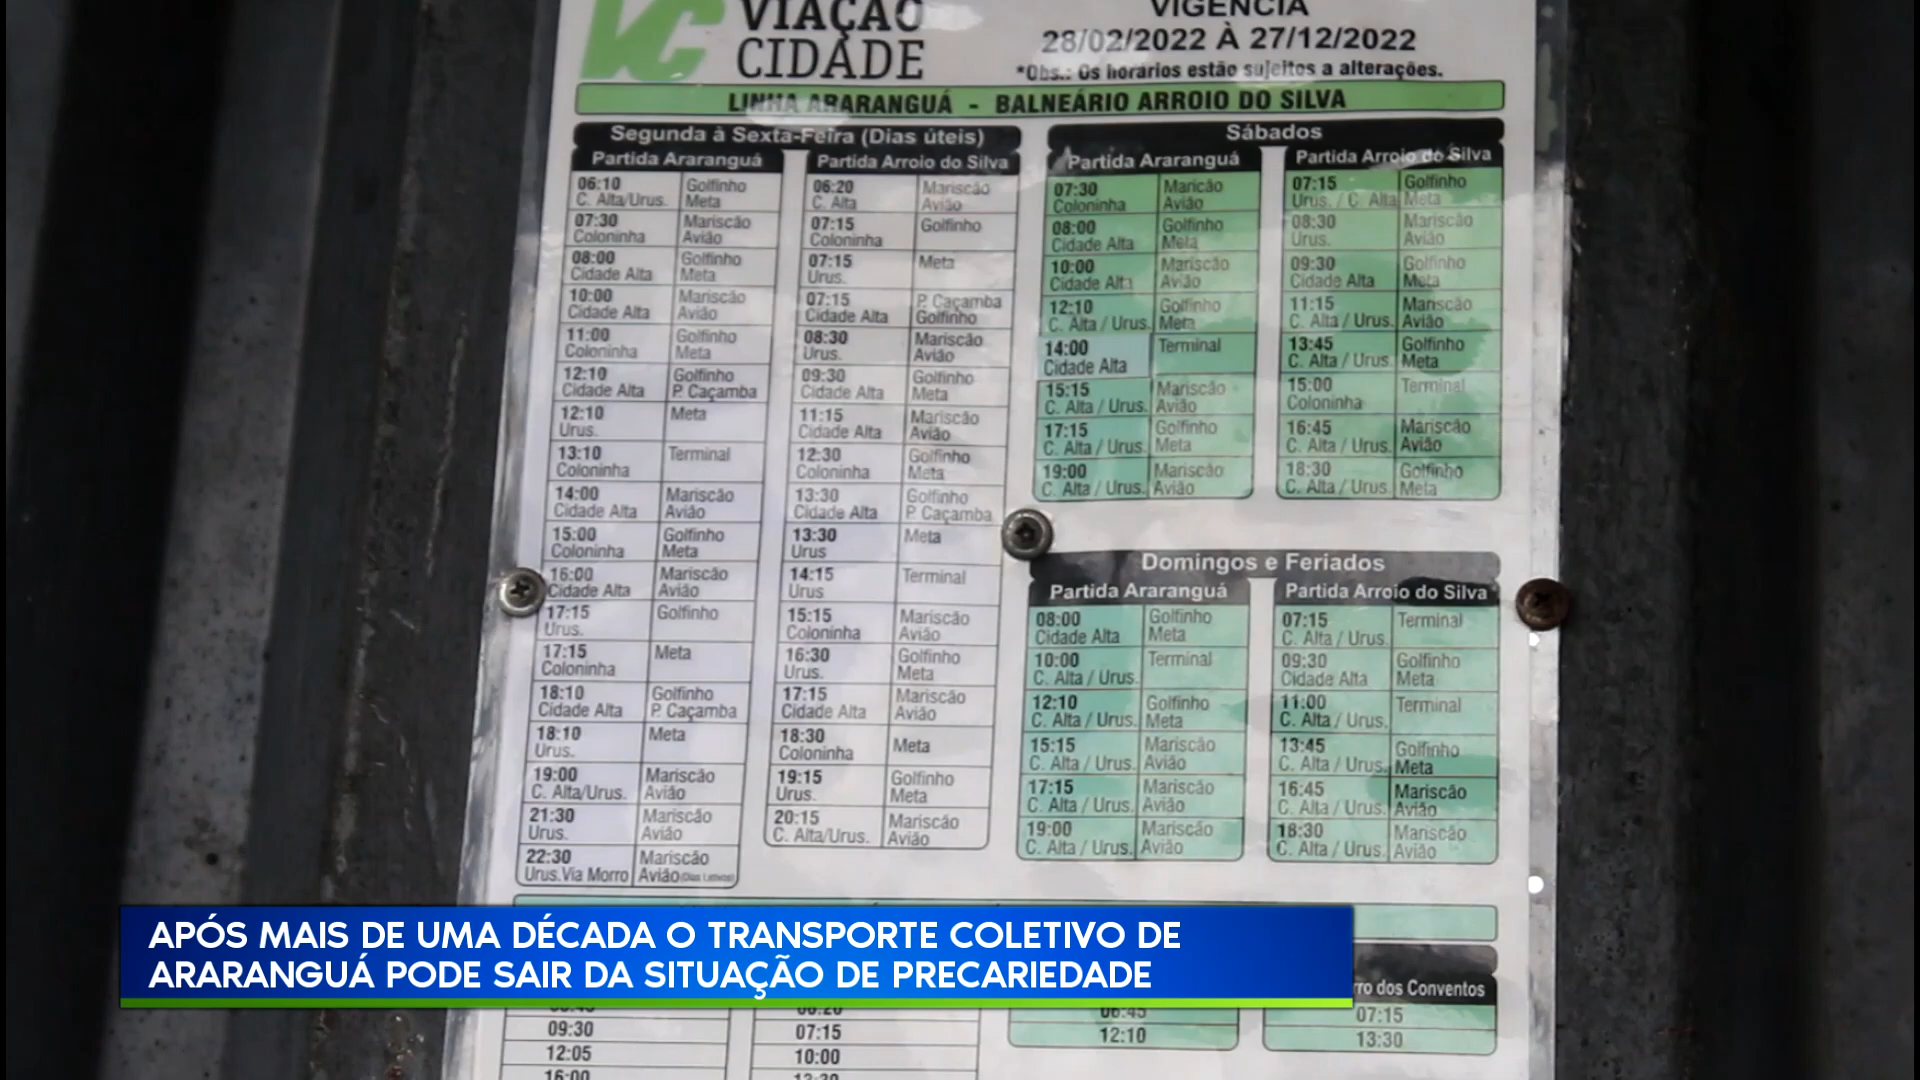 VC VIAÇÃO
CIDADE
VIGÊNCIA
28/02/2022 À 27/12/2022
*Obs.: Os horários estão sujeitos a alterações.
LINHA ARARANGUÁ - BALNEÁRIO ARROIO DO SILVA
Segunda à Sexta-Feira (Dias úteis)
Partida Araranguá
06:10 Golfinho
C. Alta/Urus. Meta
07:30 Mariscão
Coloninha Avião
08:00 Golfinho
Cidade Alta Meta
10:00 Mariscão
Cidade Alta Avião
11:00 Golfinho
Coloninha Meta
12:10 Golfinho
Cidade Alta P. Caçamba
12:10 Meta
Urus.
13:10 Terminal
Coloninha
14:00 Mariscão
Cidade Alta Avião
15:00 Golfinho
Coloninha Meta
16:00 Mariscão
Cidade Alta Avião
17:15 Golfinho
Urus.
17:15 Meta
Coloninha
18:10 Golfinho
Cidade Alta P. Caçamba
18:10 Meta
Urus.
19:00 Mariscão
C. Alta/Urus. Avião
21:30 Mariscão
Urus. Avião
22:30 Mariscão
Urus.Via Morro Avião
Partida Arroio do Silva
06:20 Mariscão
C. Alta Avião
07:15 Golfinho
Coloninha
07:15 Meta
Urus.
07:15 P. Caçamba
Cidade Alta Golfinho
08:30 Mariscão
Urus. Avião
09:30 Golfinho
Cidade Alta Meta
11:15 Mariscão
Cidade Alta Avião
12:30 Golfinho
Coloninha Meta
13:30 Golfinho
Cidade Alta P. Caçamba
13:30 Meta
Urus
14:15 Terminal
Urus
15:15 Mariscão
Coloninha Avião
16:30 Golfinho
Urus. Meta
17:15 Mariscão
Cidade Alta Avião
18:30 Meta
Coloninha
19:15 Golfinho
Urus. Meta
20:15 Mariscão
C. Alta/Urus. Avião
Sábados
Partida Araranguá
07:30 Maricão
Coloninha Avião
08:00 Golfinho
Cidade Alta Meta
10:00 Mariscão
Cidade Alta Avião
12:10 Golfinho
C. Alta / Urus. Meta
14:00 Terminal
Cidade Alta
15:15 Mariscão
C. Alta / Urus. Avião
17:15 Golfinho
C. Alta / Urus. Meta
19:00 Mariscão
C. Alta / Urus. Avião
Partida Arroio do Silva
07:15 Golfinho
Urus. / C. Alta Meta
08:30 Mariscão
Urus. Avião
09:30 Golfinho
Cidade Alta Meta
11:15 Mariscão
C. Alta / Urus. Avião
13:45 Golfinho
C. Alta / Urus. Meta
15:00 Terminal
Coloninha
16:45 Mariscão
C. Alta / Urus. Avião
18:30 Golfinho
C. Alta / Urus. Meta
Domingos e Feriados
Partida Araranguá
08:00 Golfinho
Cidade Alta Meta
10:00 Terminal
C. Alta / Urus.
12:10 Golfinho
C. Alta / Urus. Meta
15:15 Mariscão
C. Alta / Urus. Avião
17:15 Mariscão
C. Alta / Urus. Avião
19:00 Mariscão
C. Alta / Urus. Avião
Partida Arroio do Silva
07:15 Terminal
C. Alta / Urus.
09:30 Golfinho
Cidade Alta Meta
11:00 Terminal
C. Alta / Urus.
13:45 Golfinho
C. Alta / Urus. Meta
16:45 Mariscão
C. Alta / Urus. Avião
18:30 Mariscão
C. Alta / Urus. Avião
APÓS MAIS DE UMA DÉCADA O TRANSPORTE COLETIVO DE
ARARANGUÁ PODE SAIR DA SITUAÇÃO DE PRECARIEDADE
rro dos Conventos
09:30
12:05
16:00
06:20
07:15
10:00
06:45
12:10
07:15
13:30